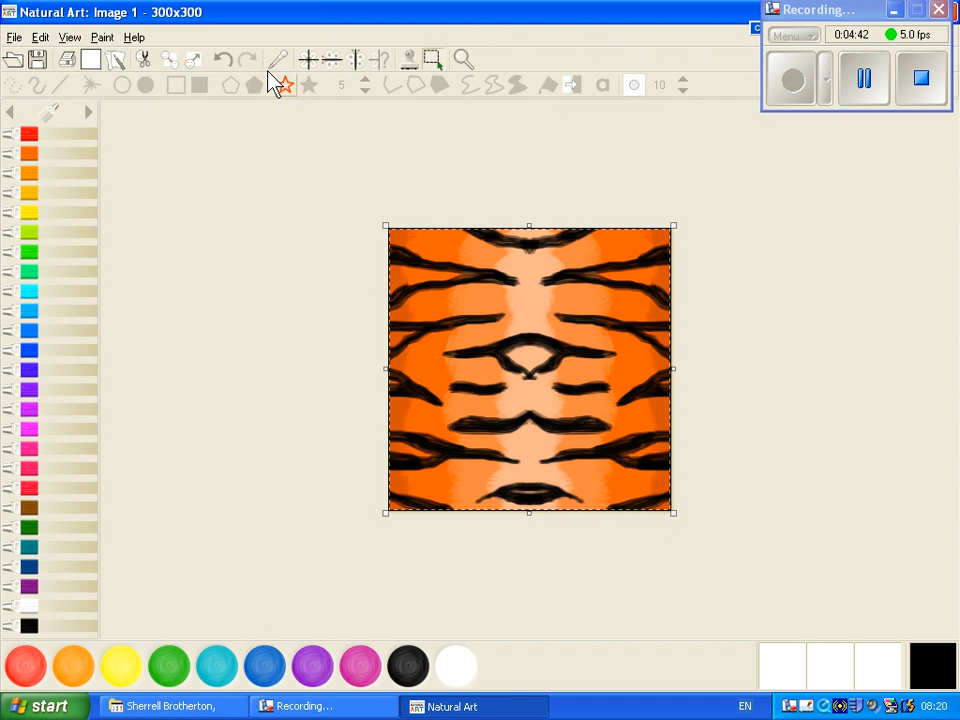 Natural Art: Image 1 - 300x300
Recording...
File Edit View Paint Help
Menu
0:04:42
5.0 fps
5
a
10
start
Sherrell Brotherton,
Recording...
Natural Art
EN
08:20